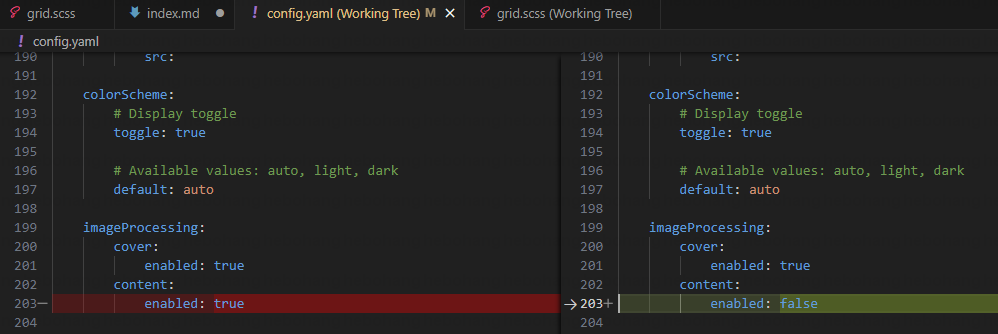 grid.scss index.md config.yaml (Working Tree) M grid.scss (Working Tree)
config.yaml
190 src:
191
192 colorScheme:
193 # Display toggle
194 toggle: true
195
196 # Available values: auto, light, dark
197 default: auto
198
199 imageProcessing:
200 cover:
201 enabled: true
202 content:
203− enabled: true
204
190 src:
191
192 colorScheme:
193 # Display toggle
194 toggle: true
195
196 # Available values: auto, light, dark
197 default: auto
198
199 imageProcessing:
200 cover:
201 enabled: true
202 content:
203+ enabled: false
204